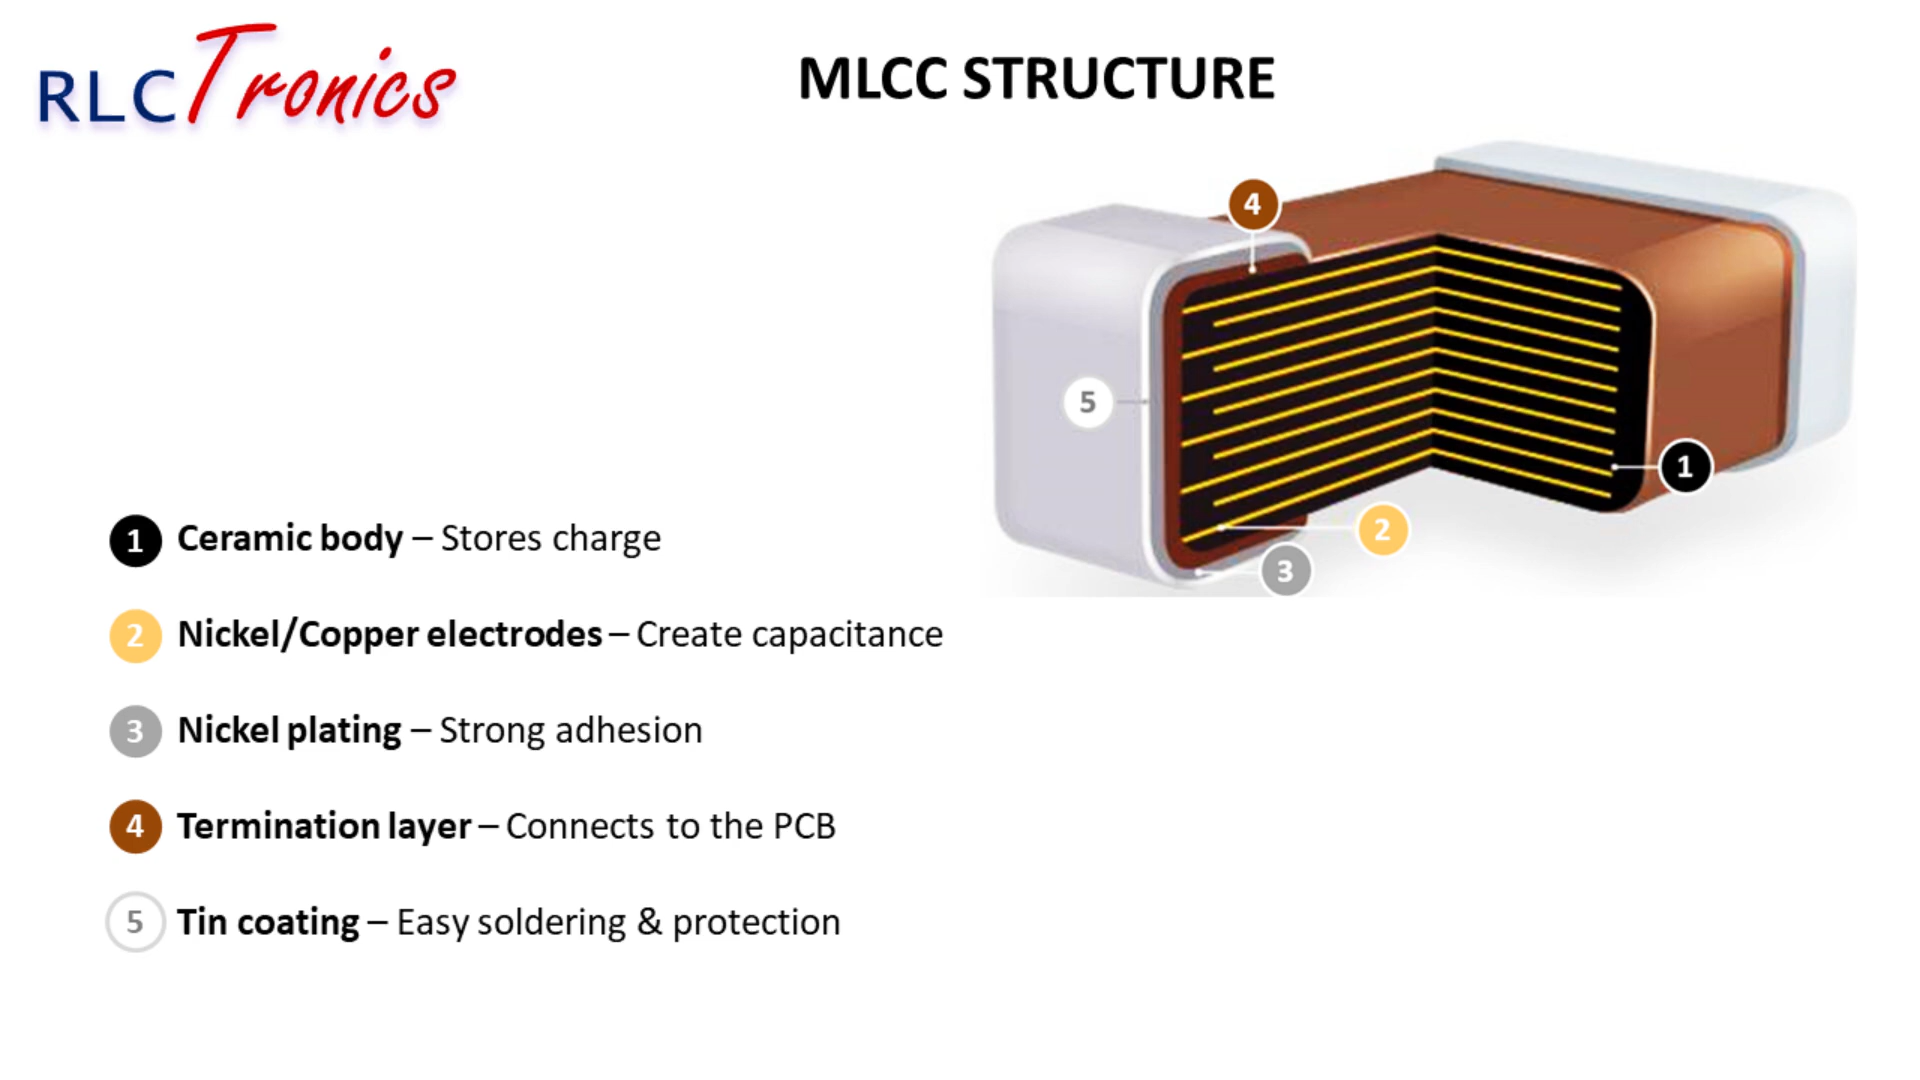 RLCTronics
MLCC STRUCTURE
4
5
1
2
3
1 Ceramic body – Stores charge
2 Nickel/Copper electrodes – Create capacitance
3 Nickel plating – Strong adhesion
4 Termination layer – Connects to the PCB
5 Tin coating – Easy soldering & protection